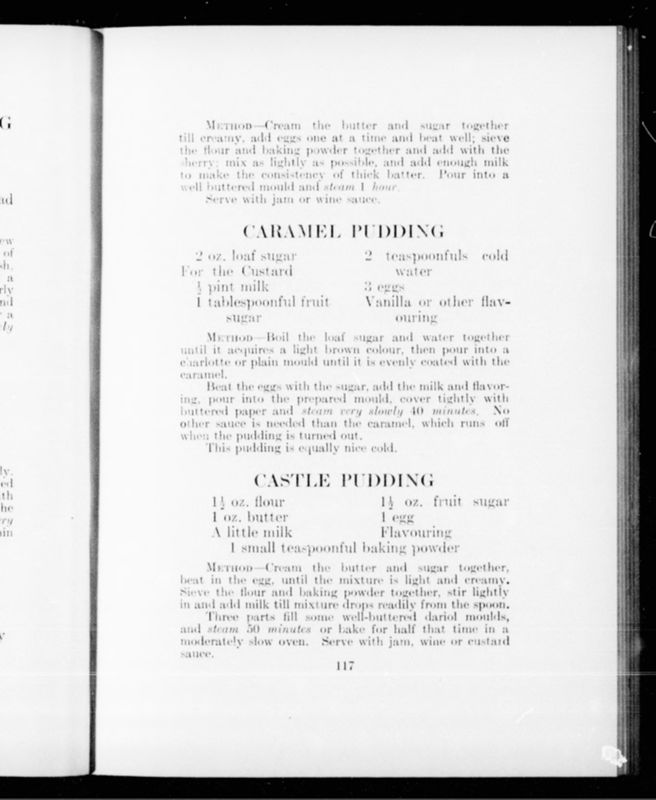 G
nd
ew
of
sh,
a
rly
nd
a
ly
ly,
ed
th
he
ry
in
y
METHOD—Cream the butter and sugar together
till creamy, add eggs one at a time and beat well; sieve
the flour and baking powder together and add with the
sherry; mix as lightly as possible, and add enough milk
to make the consistency of thick batter. Pour into a
well buttered mould and steam 1 hour.
Serve with jam or wine sauce.
CARAMEL PUDDING
2 oz. loaf sugar
For the Custard
½ pint milk
1 tablespoonful fruit
sugar
2 teaspoonfuls cold
water
3 eggs
Vanilla or other flav-
ouring
METHOD—Boil the loaf sugar and water together
until it acquires a light brown colour, then pour into a
charlotte or plain mould until it is evenly coated with the
caramel.
Beat the eggs with the sugar, add the milk and flavor-
ing, pour into the prepared mould, cover tightly with
buttered paper and steam very slowly 40 minutes. No
other sauce is needed than the caramel, which runs off
when the pudding is turned out.
This pudding is equally nice cold.
CASTLE PUDDING
1½ oz. flour
1 oz. butter
A little milk
1½ oz. fruit sugar
1 egg
Flavouring
1 small teaspoonful baking powder
METHOD—Cream the butter and sugar together,
beat in the egg, until the mixture is light and creamy.
Sieve the flour and baking powder together, stir lightly
in and add milk till mixture drops readily from the spoon.
Three parts fill some well-buttered dariol moulds,
and steam 50 minutes or bake for half that time in a
moderately slow oven. Serve with jam, wine or custard
sauce.
117